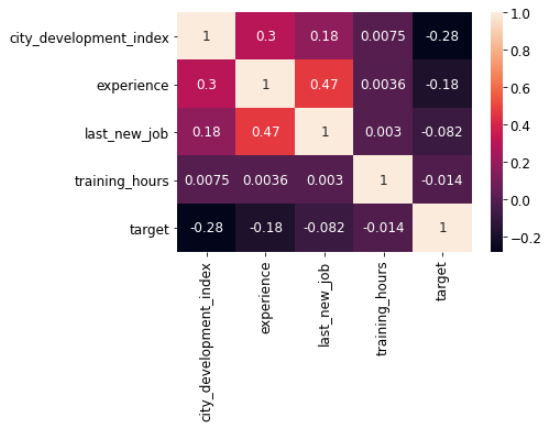 city_development_index 1 0.3 0.18 0.0075 -0.28
experience 0.3 1 0.47 0.0036 -0.18
last_new_job 0.18 0.47 1 0.003 -0.082
training_hours 0.0075 0.0036 0.003 1 -0.014
target -0.28 -0.18 -0.082 -0.014 1
city_development_index
experience
last_new_job
training_hours
target
1.0
0.8
0.6
0.4
0.2
0.0
−0.2